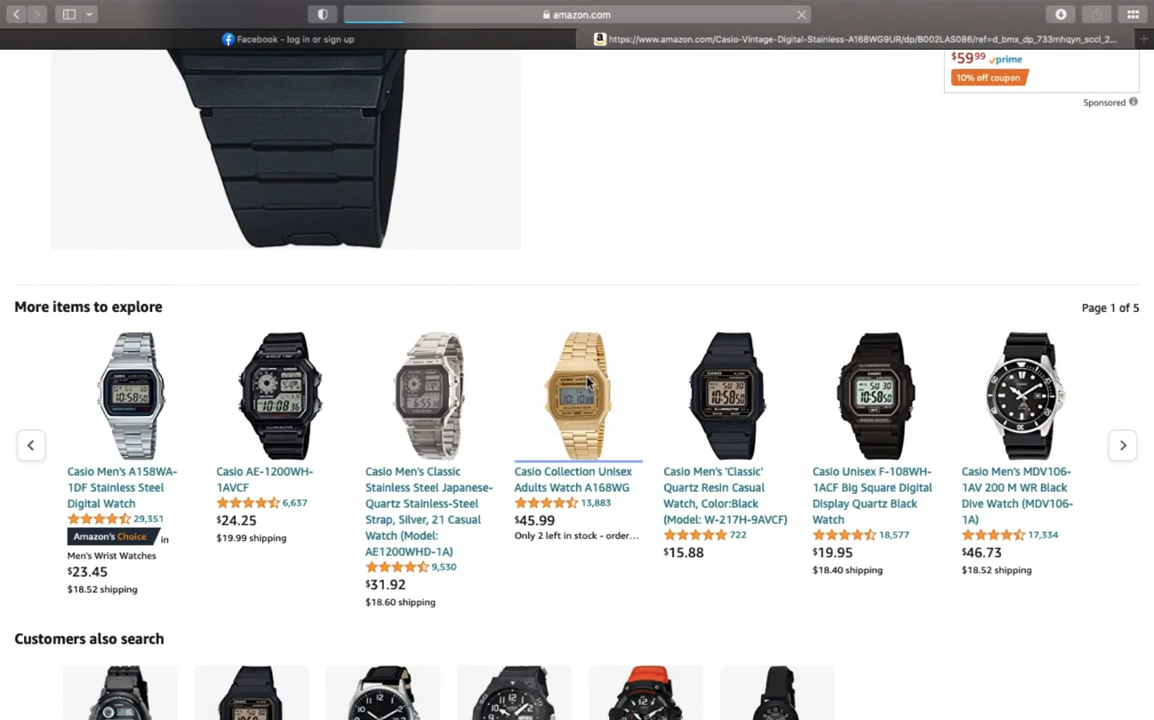 amazon.com
Facebook - log in or sign up
https://www.amazon.com/Casio-Vintage-Digital-Stainless-A168WG9UR/dp/B002LAS086/ref=d_bmx_dp_733mhqyn_sccl_2...
$59.99 prime
10% off coupon
Sponsored
More items to explore
Page 1 of 5
Casio Men's A158WA-
1DF Stainless Steel
Digital Watch
29,351
Amazon's Choice in
Men's Wrist Watches
$23.45
$18.52 shipping
Casio AE-1200WH-
1AVCF
6,637
$24.25
$19.99 shipping
Casio Men's Classic
Stainless Steel Japanese-
Quartz Stainless-Steel
Strap, Silver, 21 Casual
Watch (Model:
AE1200WHD-1A)
9,530
$31.92
$18.60 shipping
Casio Collection Unisex
Adults Watch A168WG
13,883
$45.99
Only 2 left in stock - order...
Casio Men's 'Classic'
Quartz Resin Casual
Watch, Color:Black
(Model: W-217H-9AVCF)
722
$15.88
Casio Unisex F-108WH-
1ACF Big Square Digital
Display Quartz Black
Watch
18,577
$19.95
$18.40 shipping
Casio Men's MDV106-
1AV 200 M WR Black
Dive Watch (MDV106-
1A)
17,334
$46.73
$18.52 shipping
Customers also search